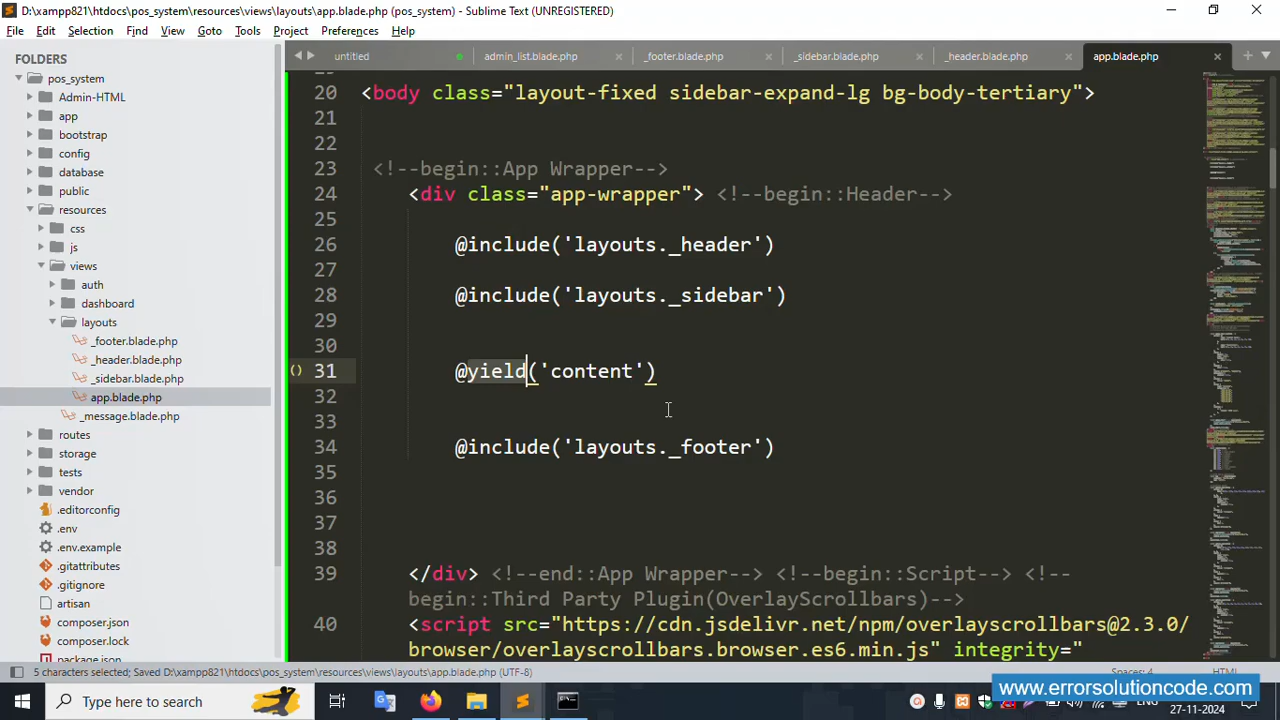 D:\xampp821\htdocs\pos_system\resources\views\layouts\app.blade.php (pos_system) - Sublime Text (UNREGISTERED)
File Edit Selection Find View Goto Tools Project Preferences Help
FOLDERS
pos_system
Admin-HTML
app
bootstrap
config
database
public
resources
css
js
views
auth
dashboard
layouts
_footer.blade.php
_header.blade.php
_sidebar.blade.php
app.blade.php
_message.blade.php
routes
storage
tests
vendor
.editorconfig
.env
.env.example
.gitattributes
.gitignore
artisan
composer.json
composer.lock
package.json
untitled admin_list.blade.php _footer.blade.php _sidebar.blade.php _header.blade.php app.blade.php
20 <body class="layout-fixed sidebar-expand-lg bg-body-tertiary">
21
22
23 <!--begin::App Wrapper-->
24 <div class="app-wrapper"> <!--begin::Header-->
25
26 @include('layouts._header')
27
28 @include('layouts._sidebar')
29
30
31 @yield('content')
32
33
34 @include('layouts._footer')
35
36
37
38
39 </div> <!--end::App Wrapper--> <!--begin::Script--> <!--
begin::Third Party Plugin(OverlayScrollbars)-->
40 <script src="https://cdn.jsdelivr.net/npm/overlayscrollbars@2.3.0/
browser/overlayscrollbars.browser.es6.min.js" integrity="
5 characters selected; Saved D:\xampp821\htdocs\pos_system\resources\views\layouts\app.blade.php (UTF-8) Spaces: 4 HTML
Type here to search
www.errorsolutioncode.com
27-11-2024